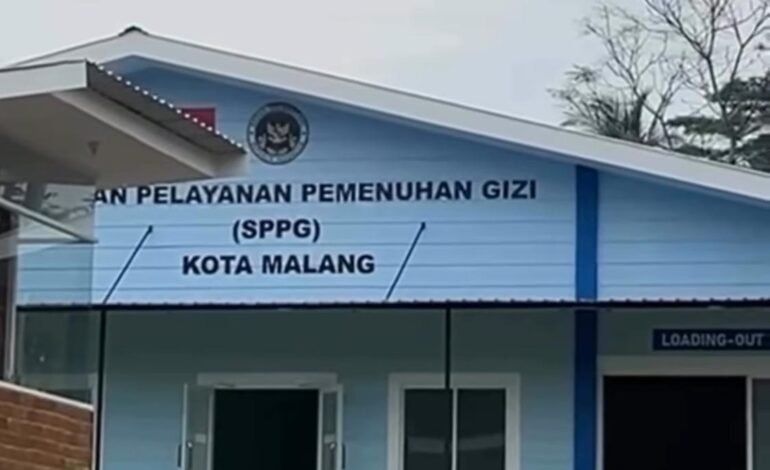 AN PELAYANAN PEMENUHAN GIZI
(SPPG)
KOTA MALANG
LOADING-OUT